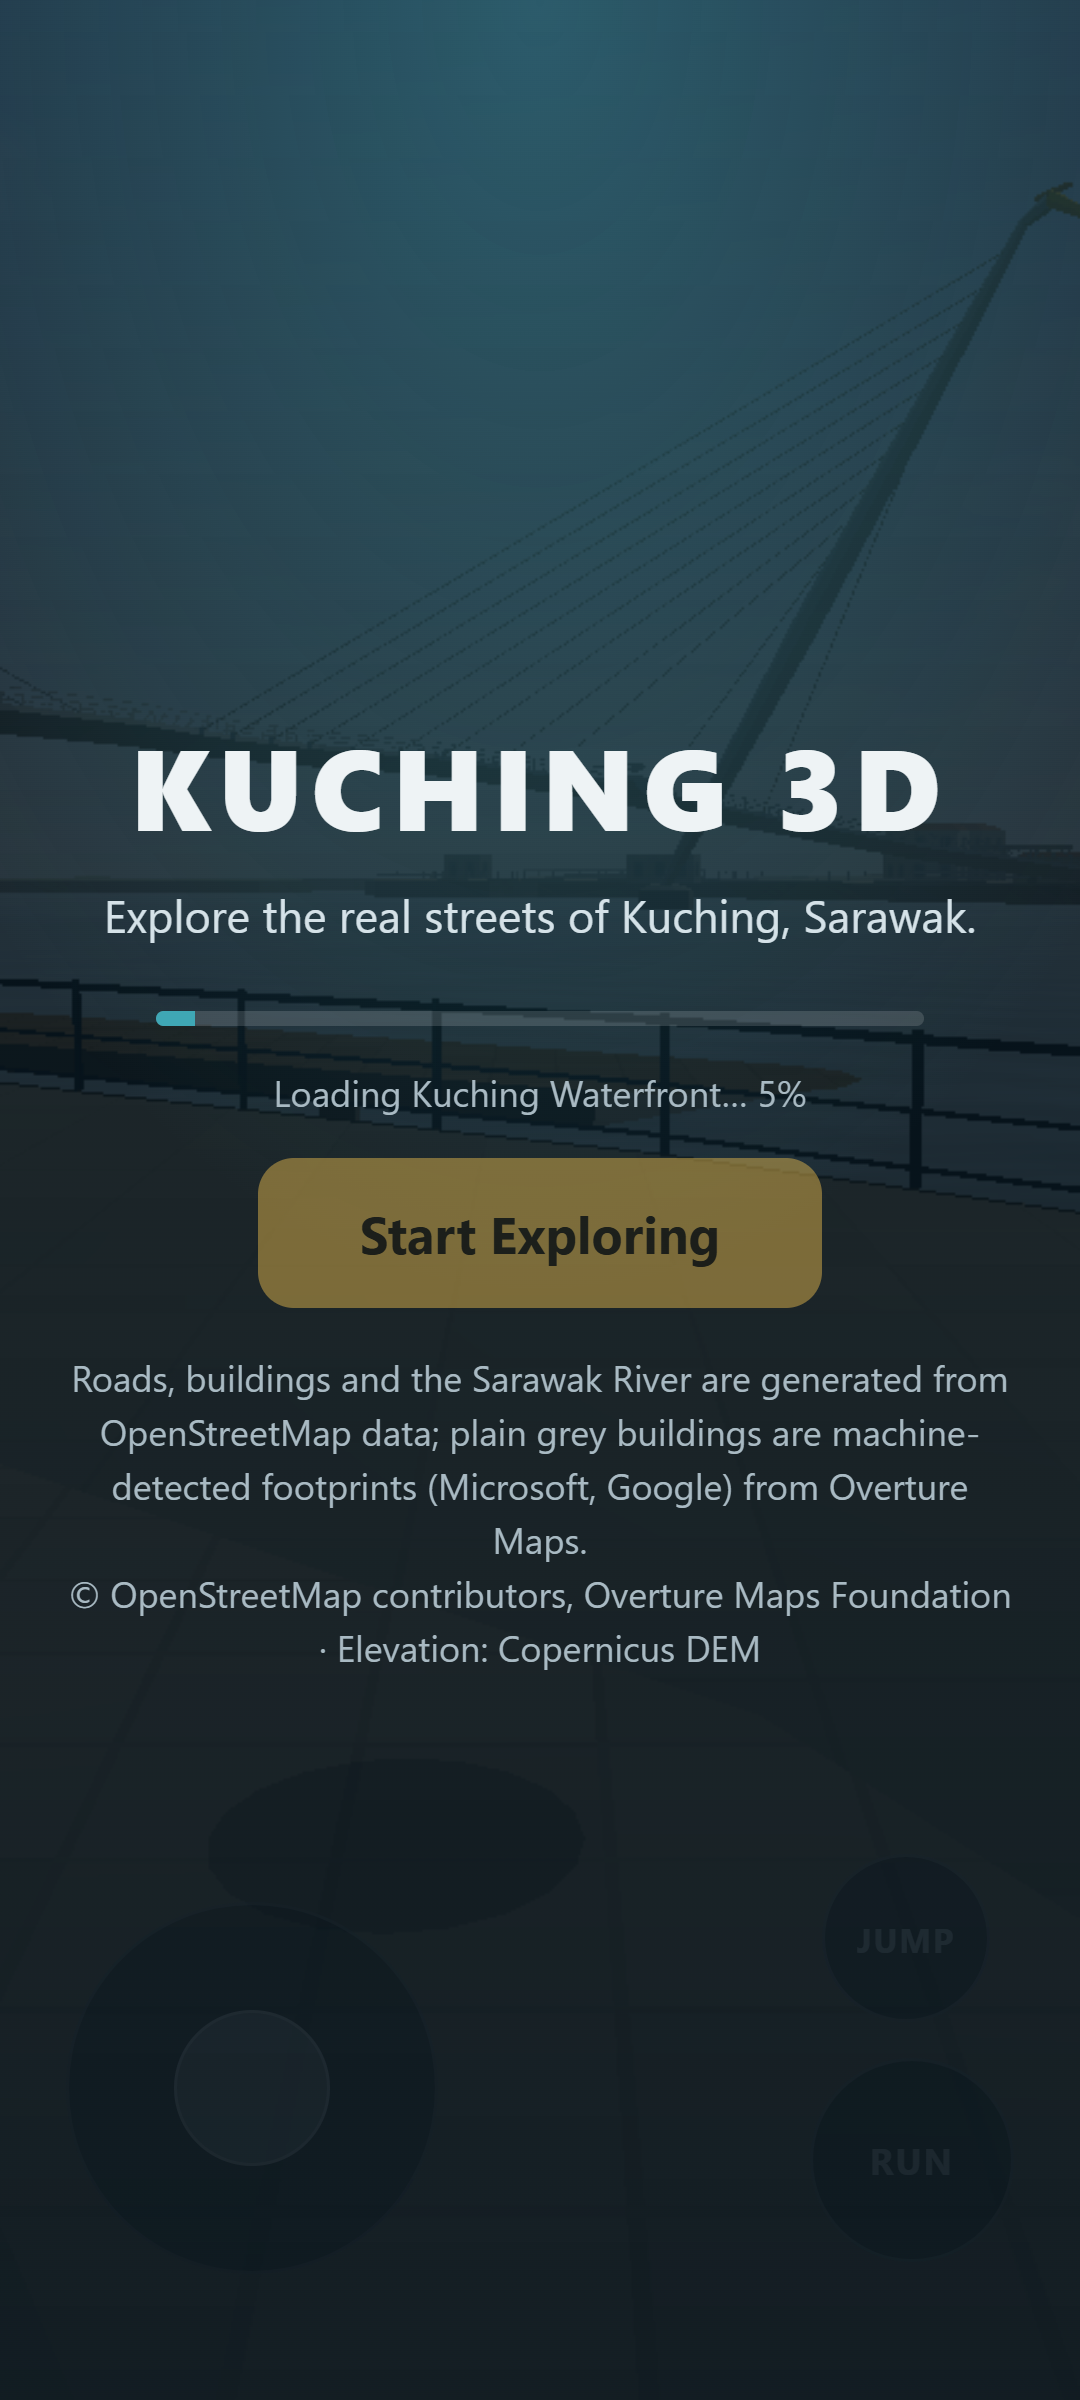 KUCHING 3D
Explore the real streets of Kuching, Sarawak.
Loading Kuching Waterfront... 5%
Start Exploring
Roads, buildings and the Sarawak River are generated from
OpenStreetMap data; plain grey buildings are machine-
detected footprints (Microsoft, Google) from Overture
Maps.
© OpenStreetMap contributors, Overture Maps Foundation
· Elevation: Copernicus DEM
JUMP
RUN